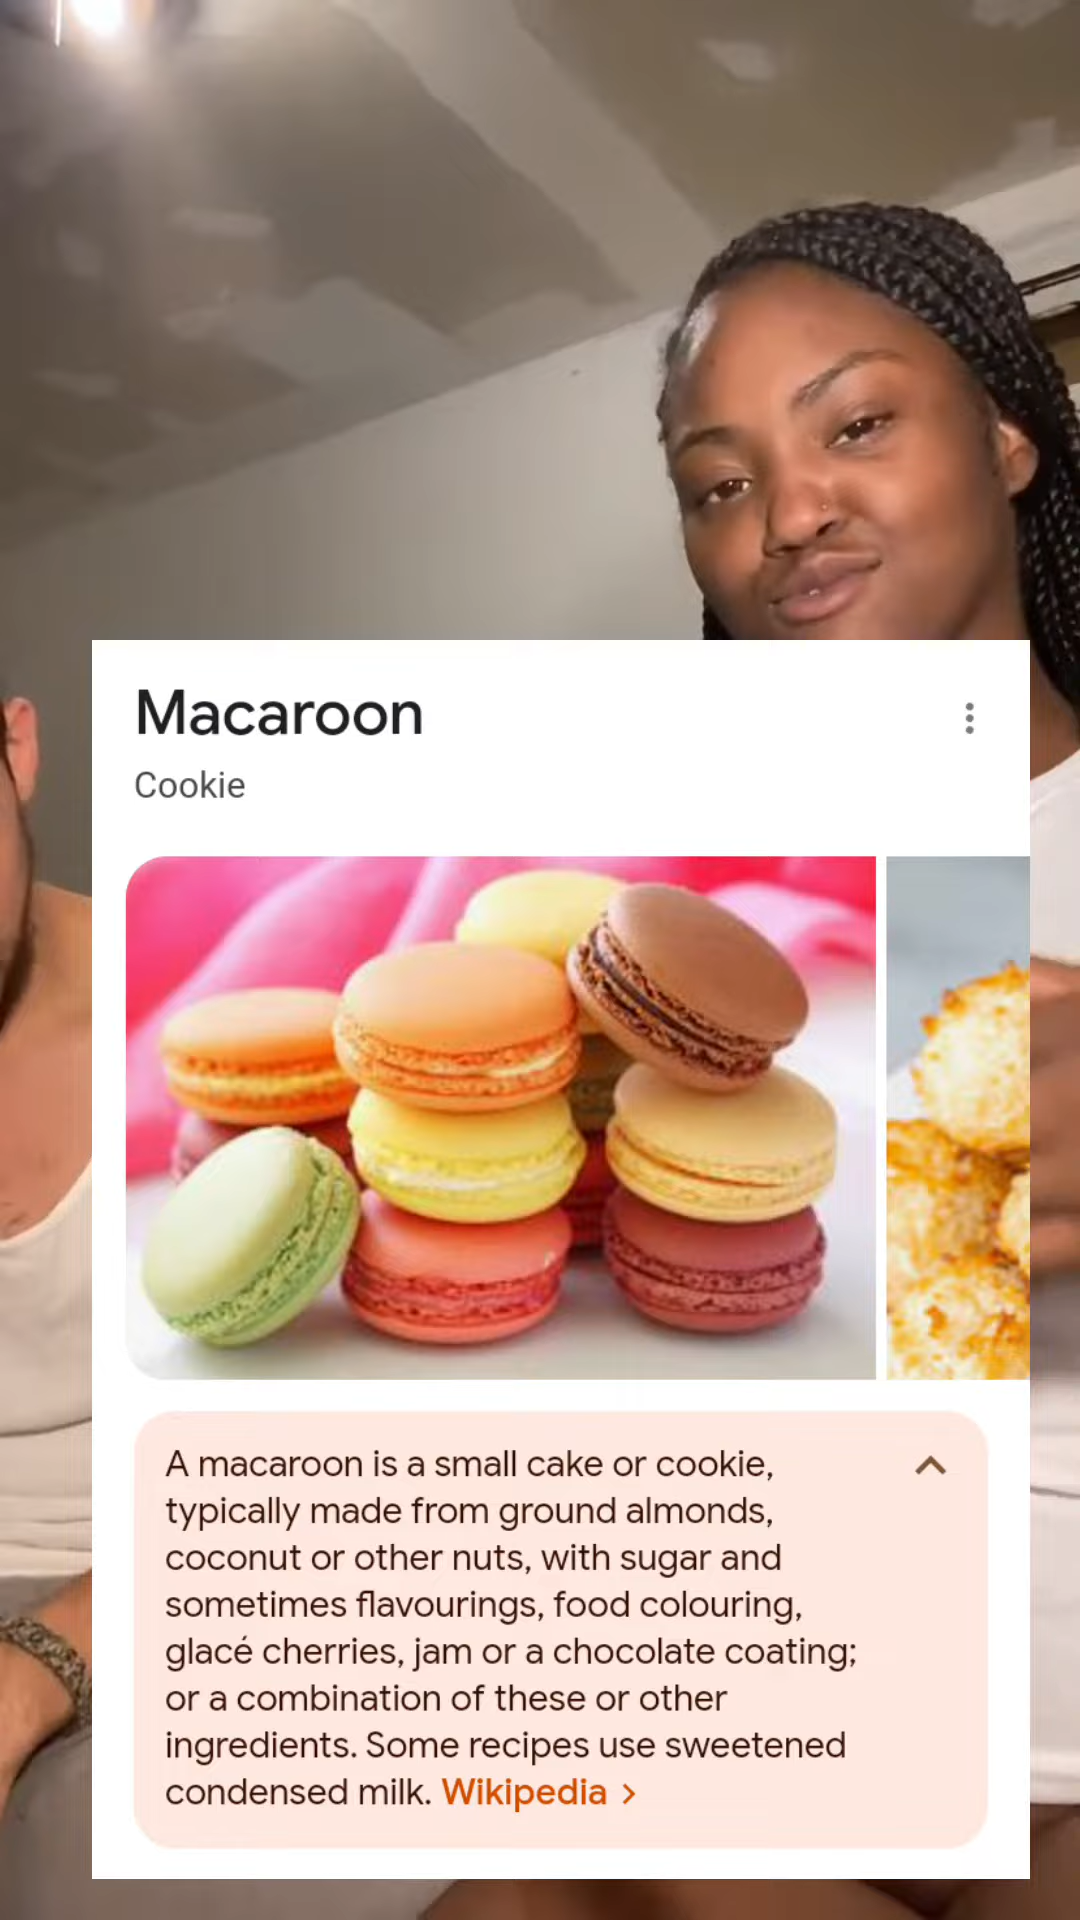 Macaroon
Cookie
A macaroon is a small cake or cookie,
typically made from ground almonds,
coconut or other nuts, with sugar and
sometimes flavourings, food colouring,
glacé cherries, jam or a chocolate coating;
or a combination of these or other
ingredients. Some recipes use sweetened
condensed milk. Wikipedia >